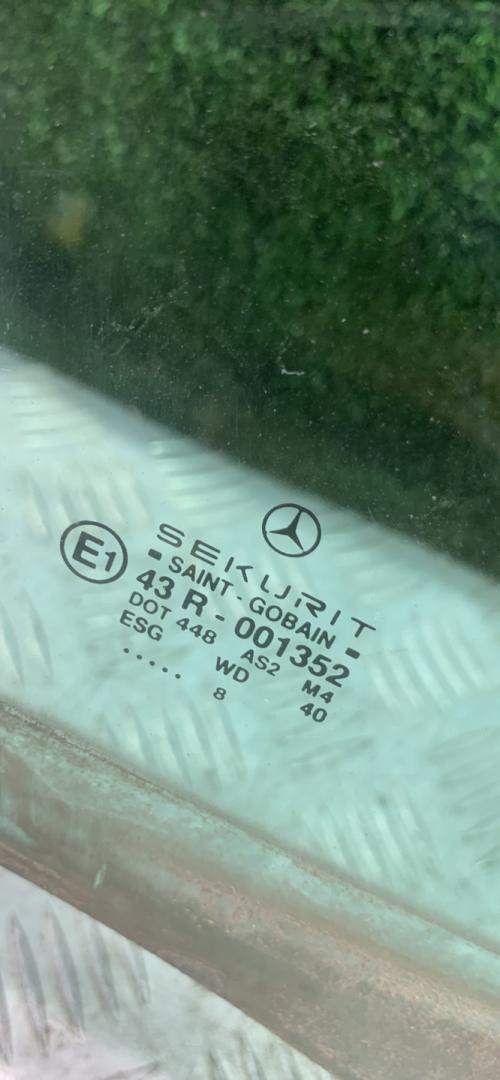 SEKURIT
- SAINT-GOBAIN -
E1 43 R - 001352
DOT 448 AS2 M4
ESG WD 40
..... 8